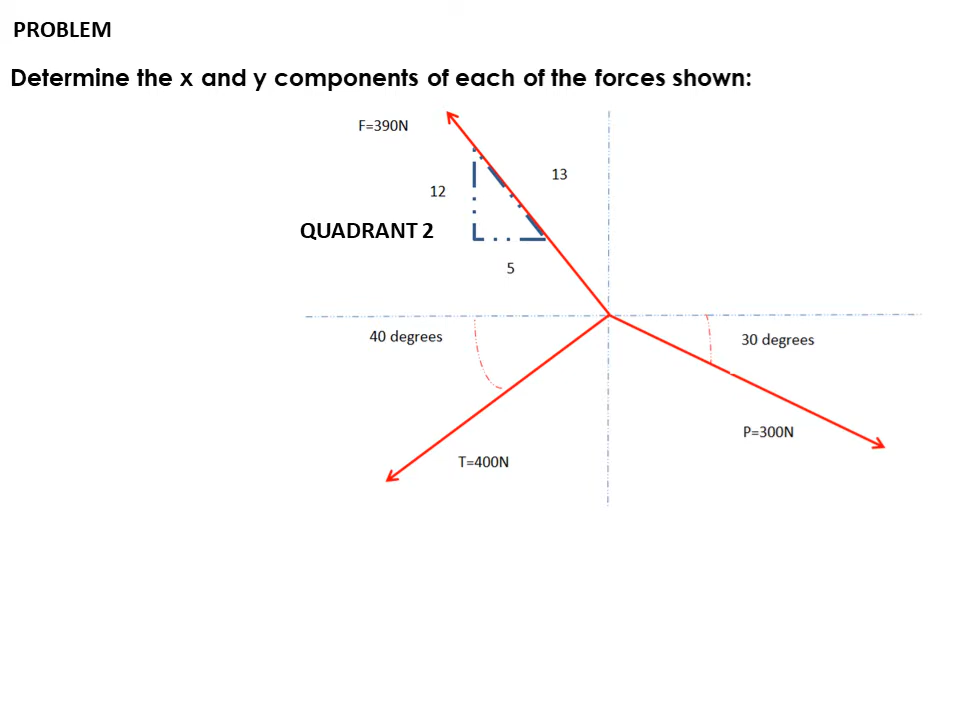 PROBLEM
Determine the x and y components of each of the forces shown:
F=390N
13
12
QUADRANT 2
5
40 degrees
30 degrees
P=300N
T=400N